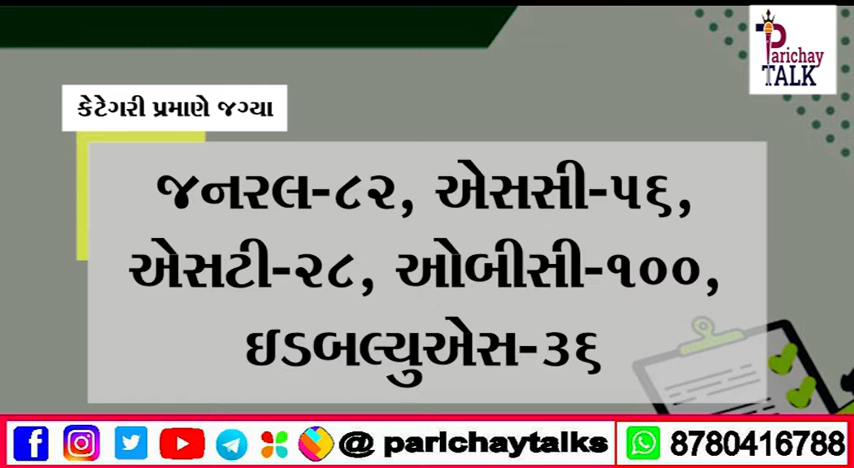 Parichay
TALK
કેટેગરી પ્રમાણે જગ્યા
જનરલ-૮૨, એસસી-૫૬,
એસટી-૨૮, ઓબીસી-૧૦૦,
ઇડબલ્યુએસ-૩૬
@ parichaytalks 8780416788